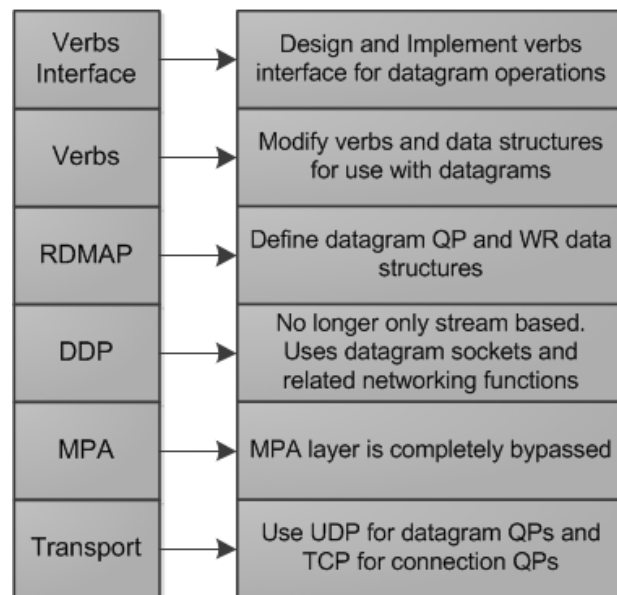 Verbs
Interface
Design and Implement verbs
interface for datagram operations
Verbs
Modify verbs and data structures
for use with datagrams
RDMAP
Define datagram QP and WR data
structures
DDP
No longer only stream based.
Uses datagram sockets and
related networking functions
MPA
MPA layer is completely bypassed
Transport
Use UDP for datagram QPs and
TCP for connection QPs